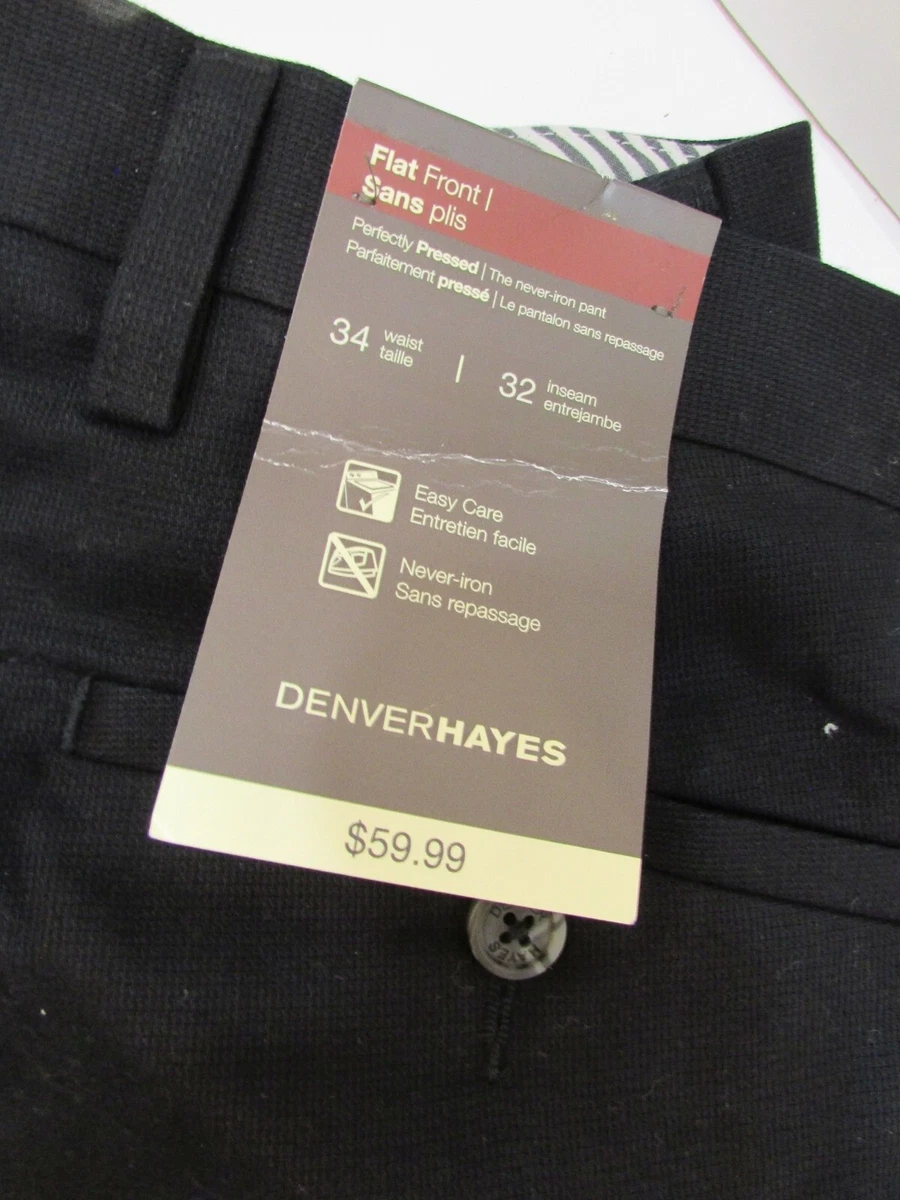 Flat Front |
Sans plis
Perfectly Pressed | The never-iron pant
Parfaitement pressé | Le pantalon sans repassage
34 waist taille | 32 inseam entrejambe
Easy Care
Entretien facile
Never-iron
Sans repassage
DENVERHAYES
$59.99
HAYES